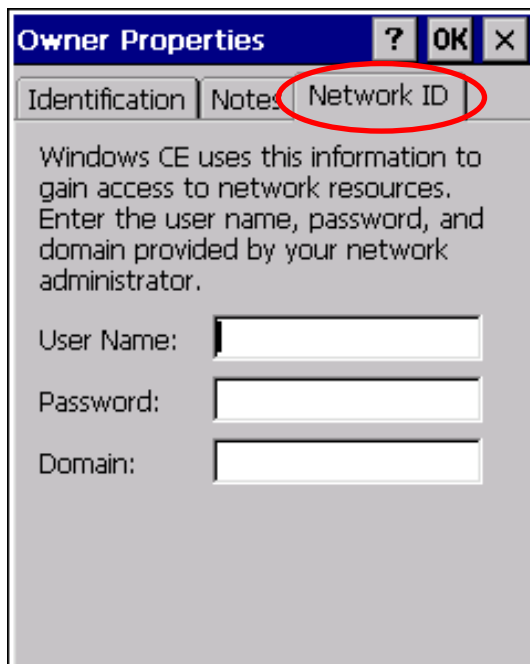 Owner Properties ? OK ×
Identification Notes Network ID
Windows CE uses this information to
gain access to network resources.
Enter the user name, password, and
domain provided by your network
administrator.
User Name:
Password:
Domain: